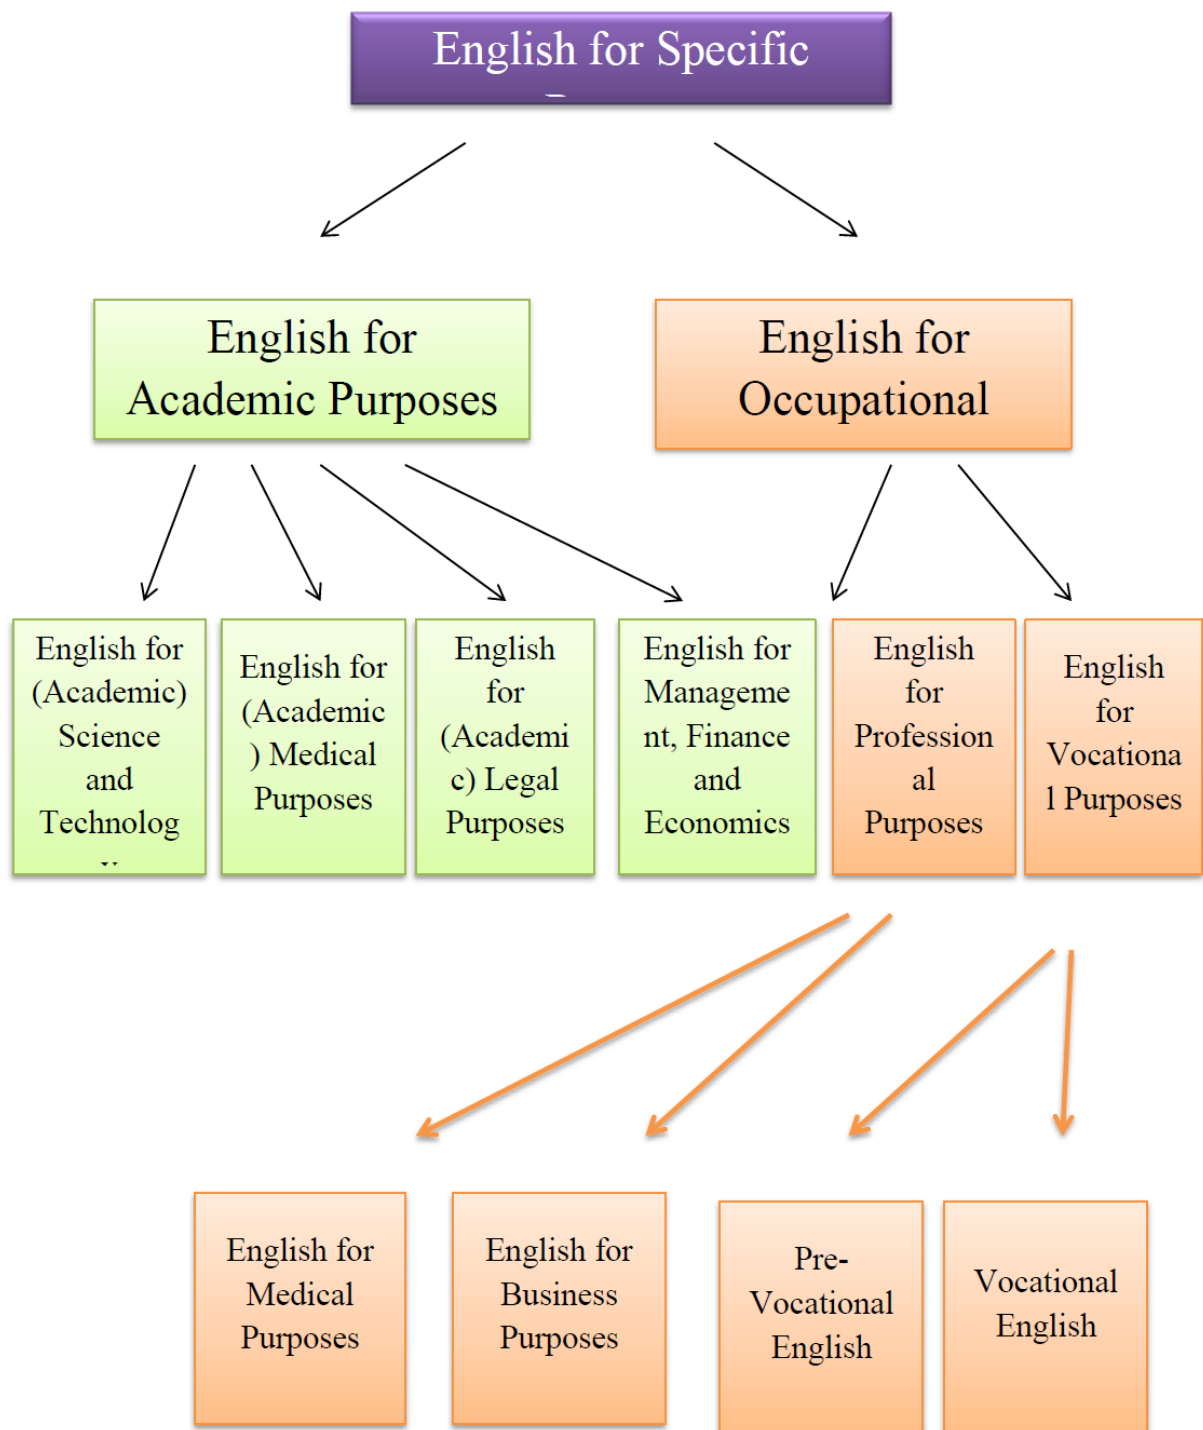 English for Specific
English for
Academic Purposes
English for
Occupational
English for
(Academic)
Science
and
Technolog
English for
(Academic
) Medical
Purposes
English
for
(Academi
c) Legal
Purposes
English for
Manageme
nt, Finance
and
Economics
English
for
Profession
al
Purposes
English
for
Vocationa
l Purposes
English for
Medical
Purposes
English for
Business
Purposes
Pre-
Vocational
English
Vocational
English